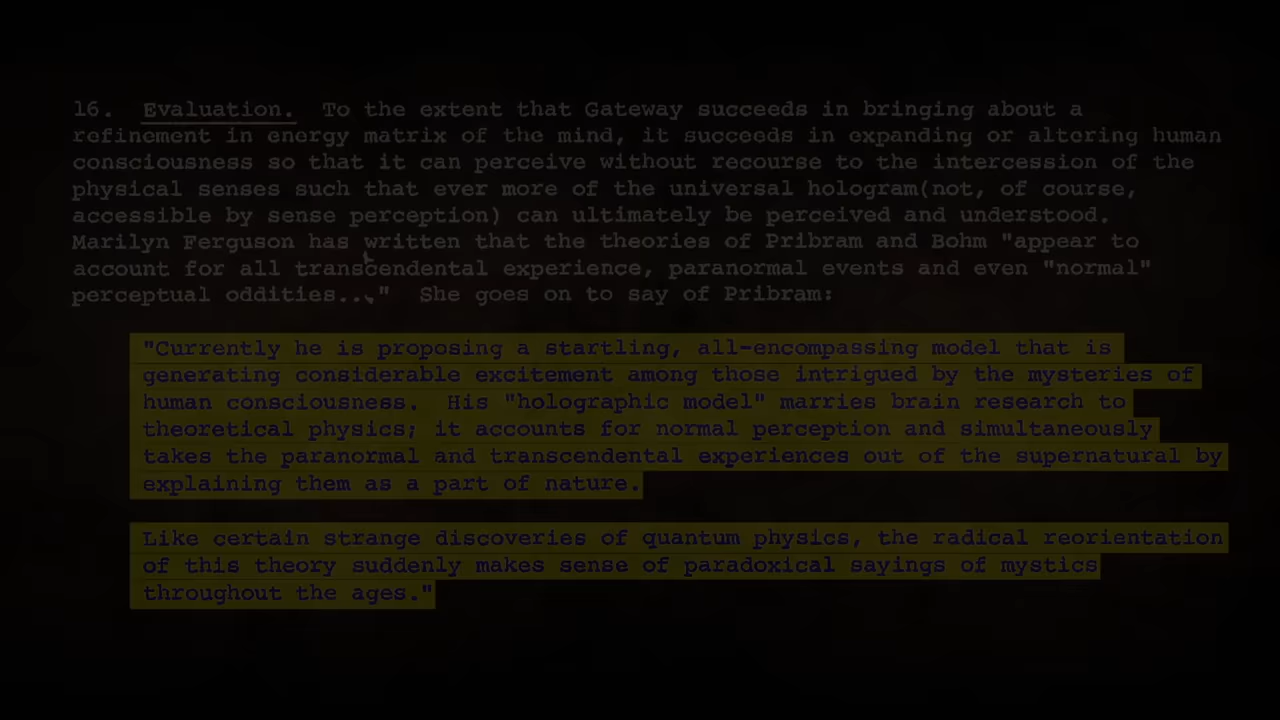 16. Evaluation. To the extent that Gateway succeeds in bringing about a
refinement in energy matrix of the mind, it succeeds in expanding or altering human
consciousness so that it can perceive without recourse to the intercession of the
physical senses such that ever more of the universal hologram(not, of course,
accessible by sense perception) can ultimately be perceived and understood.
Marilyn Ferguson has written that the theories of Pribram and Bohm "appear to
account for all transcendental experience, paranormal events and even "normal"
perceptual oddities..." She goes on to say of Pribram:
"Currently he is proposing a startling, all-encompassing model that is
generating considerable excitement among those intrigued by the mysteries of
human consciousness. His "holographic model" marries brain research to
theoretical physics; it accounts for normal perception and simultaneously
takes the paranormal and transcendental experiences out of the supernatural by
explaining them as a part of nature.
Like certain strange discoveries of quantum physics, the radical reorientation
of this theory suddenly makes sense of paradoxical sayings of mystics
throughout the ages."